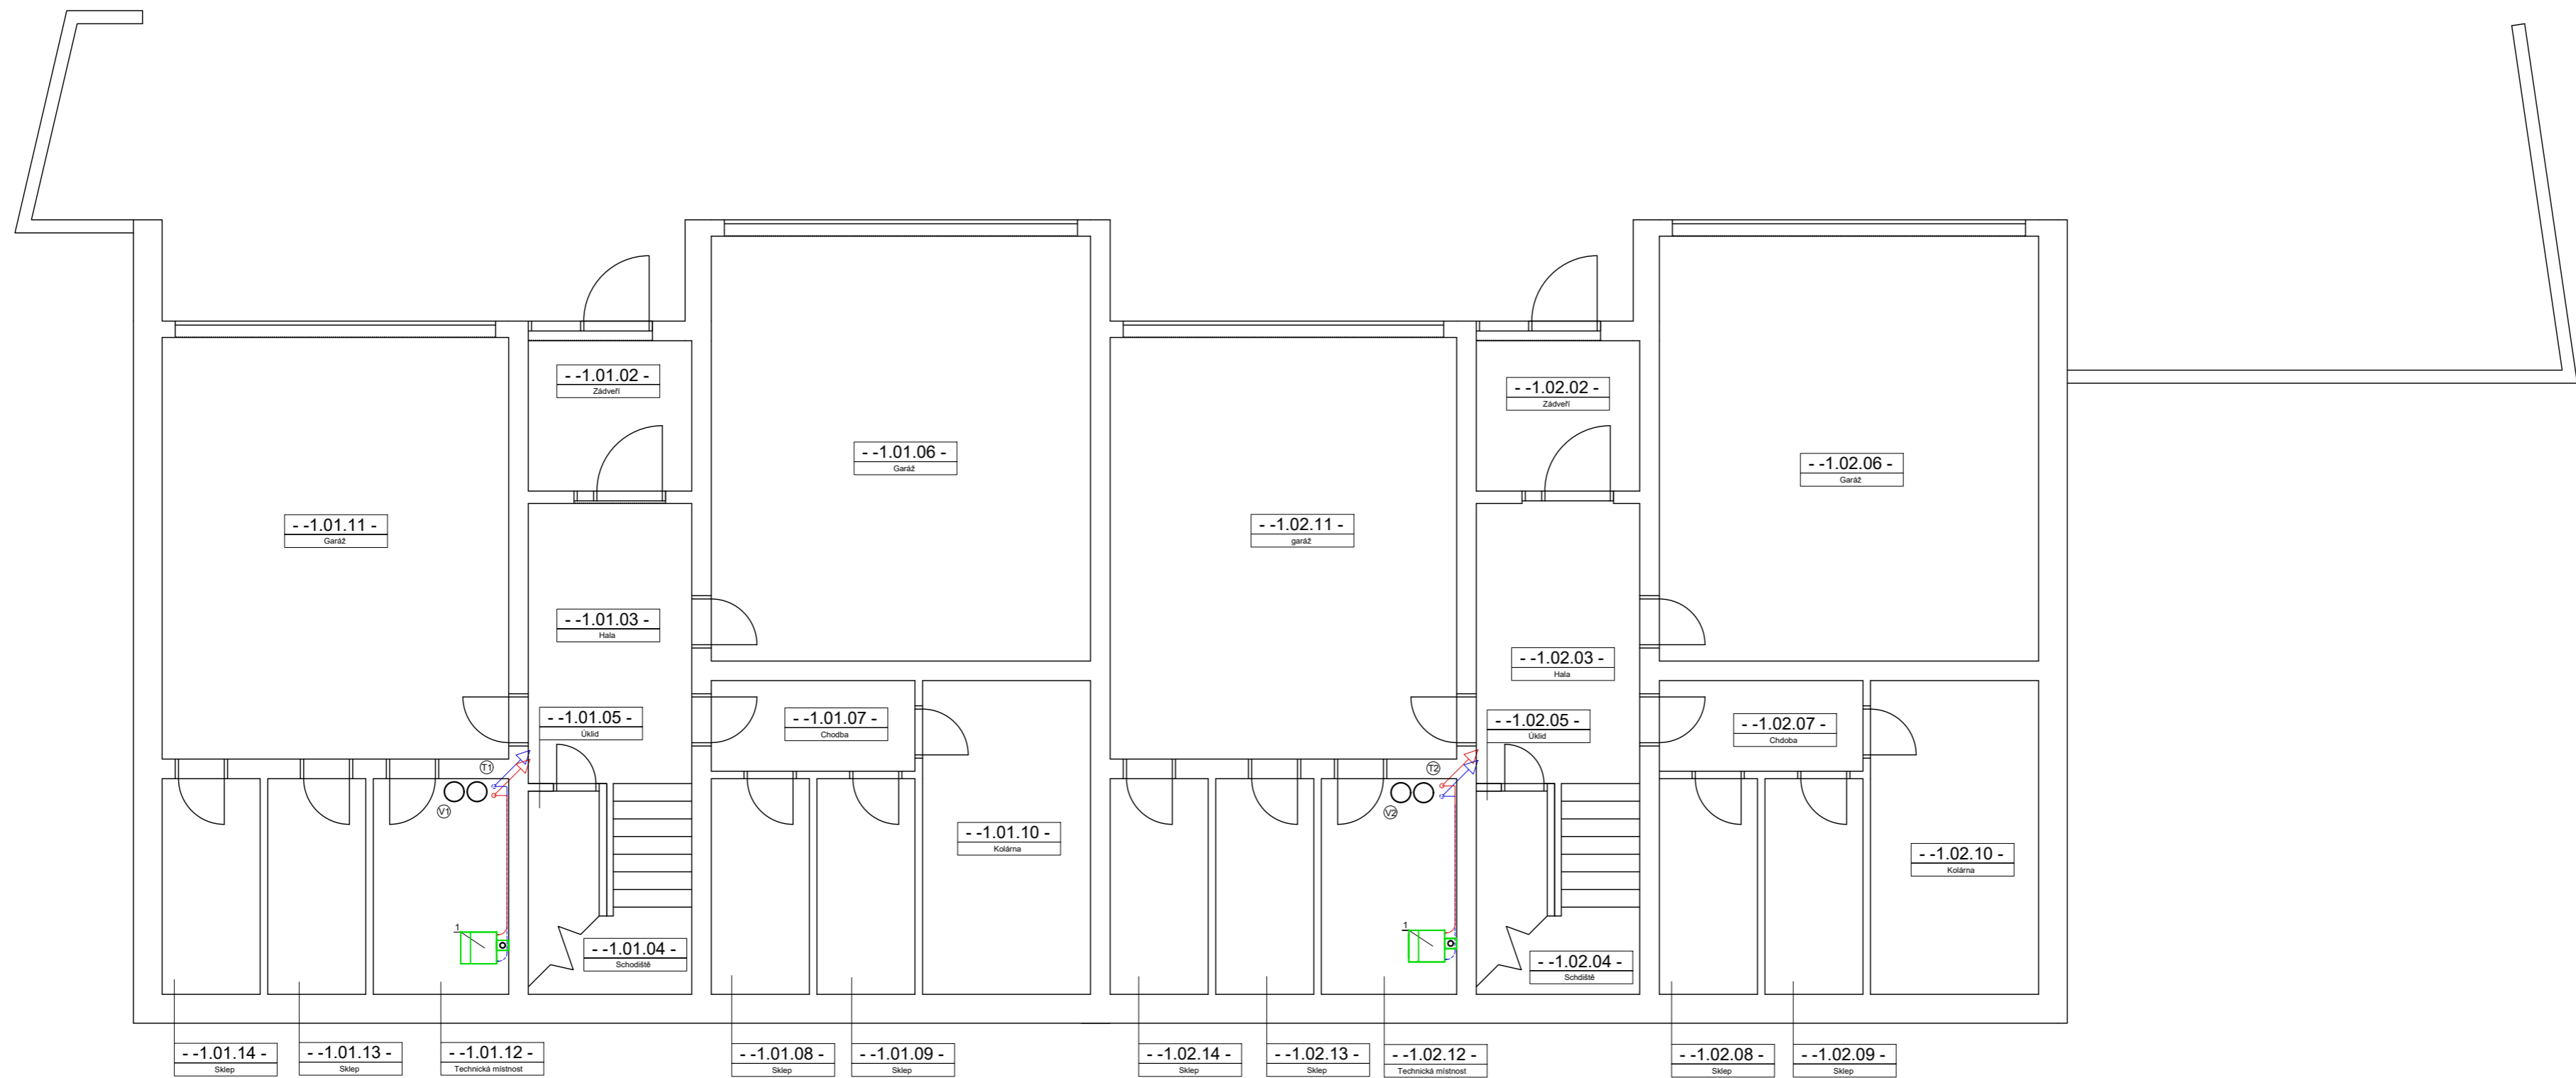 - -1.01.02 -
Zádveří
- -1.02.02 -
Zádveří
- -1.01.06 -
Garáž
- -1.02.06 -
Garáž
- -1.01.11 -
Garáž
- -1.02.11 -
garáž
- -1.01.03 -
Hala
- -1.02.03 -
Hala
- -1.01.05 -
Úklid
- -1.01.07 -
Chodba
- -1.02.05 -
Úklid
- -1.02.07 -
Chdoba
T1
T2
V1
V2
- -1.01.10 -
Kolárna
- -1.02.10 -
Kolárna
1
1
- -1.01.04 -
Schodiště
- -1.02.04 -
Schdiště
- -1.01.14 -
Sklep
- -1.01.13 -
Sklep
- -1.01.12 -
Technická místnost
- -1.01.08 -
Sklep
- -1.01.09 -
Sklep
- -1.02.14 -
Sklep
- -1.02.13 -
Sklep
- -1.02.12 -
Technická místnost
- -1.02.08 -
Sklep
- -1.02.09 -
Sklep